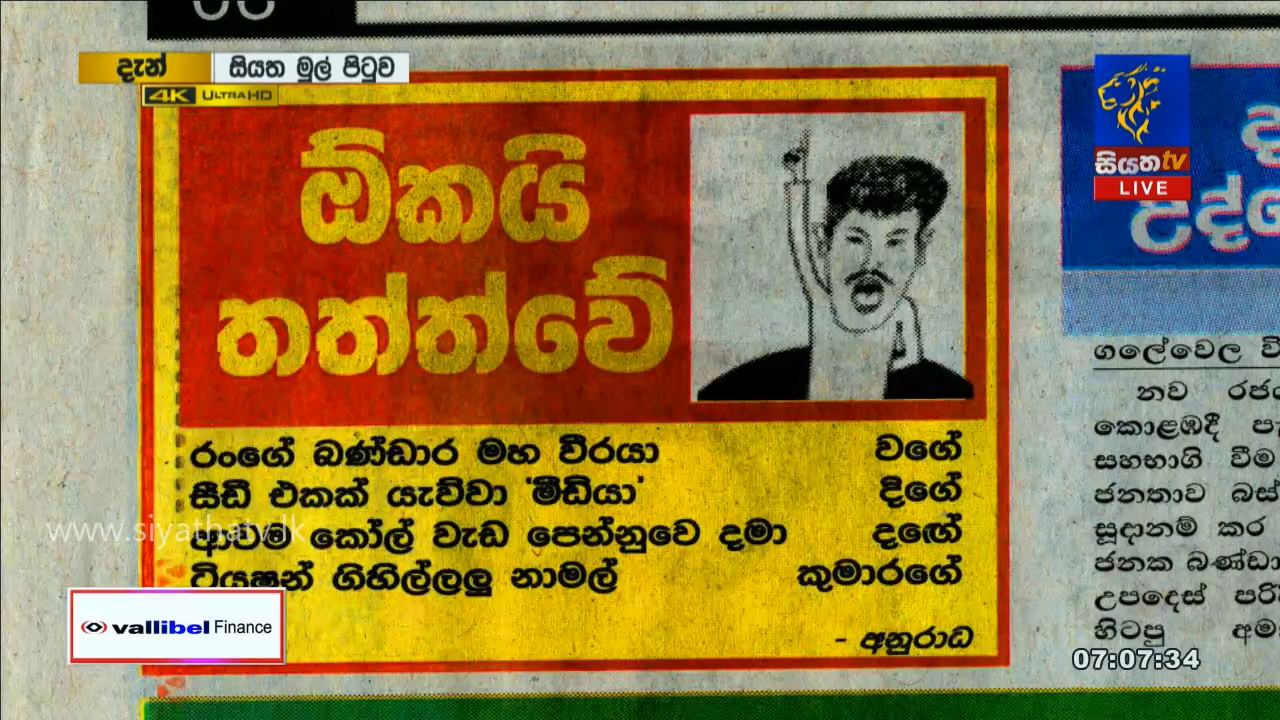 දැන්
සියත මුල් පිටුව
4K ULTRA HD
ඕකයි
තත්ත්වේ
රංගේ බණ්ඩාර මහ වීරයා වගේ
සීඩී එකක් යැව්වා 'මීඩියා' දිගේ
ආවම කෝල් වැඩ පෙන්නුවෙ දමා දඟේ
ටියුෂන් ගිහිල්ලලු නාමල් කුමාරගේ
- අනුරාධ
සියත tv
LIVE
ගලේවෙල
නව
කොළඹදී
සහභාගි වීම
ජනතාව බස්
සූදානම් කර
ජනක බණ්ඩා
උපදෙස්
හිටපු
www.siyathatv.lk
vallibel Finance
07:07:34